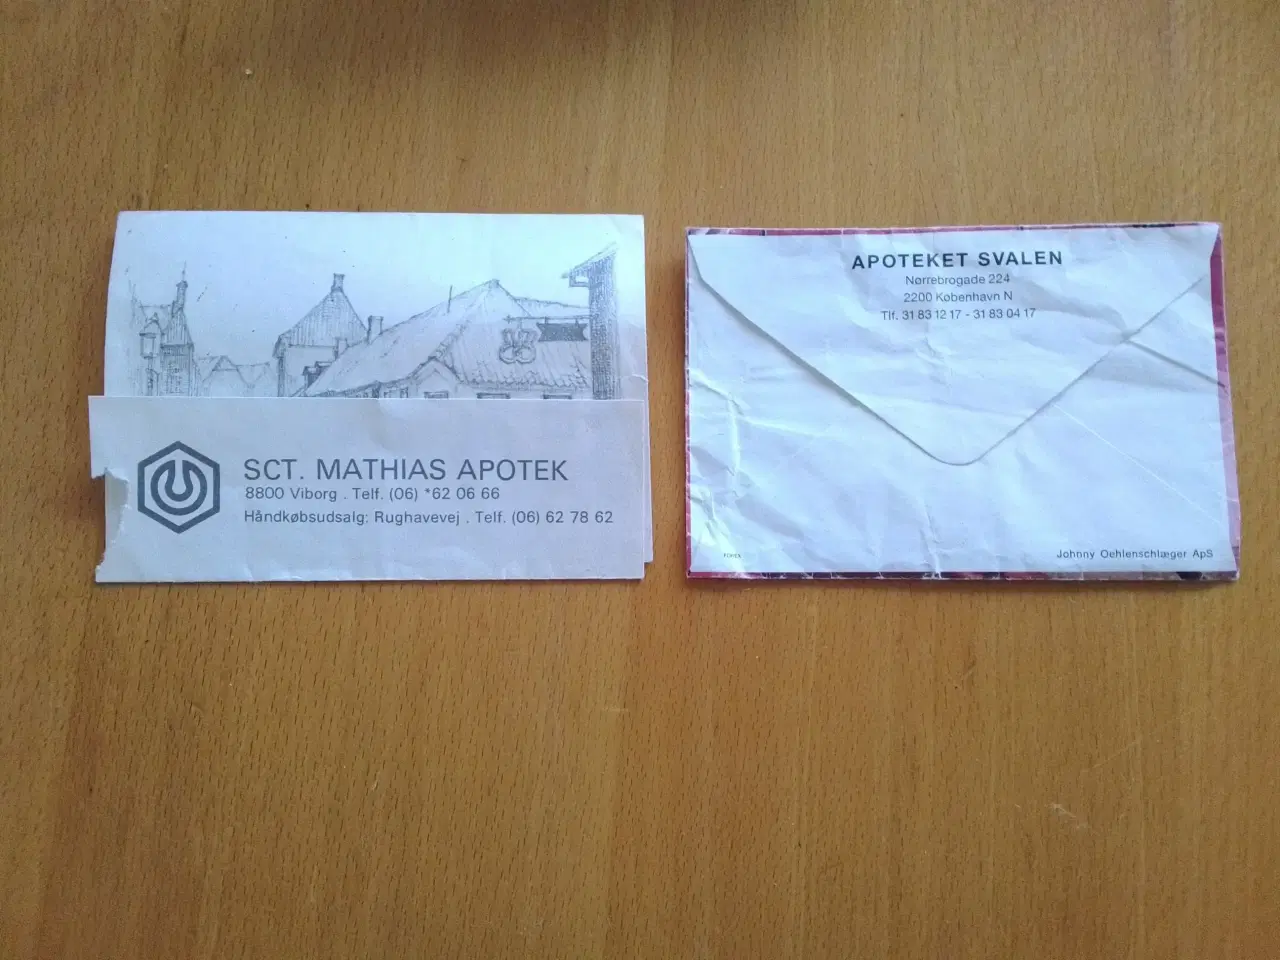 SCT. MATHIAS APOTEK
8800 Viborg . Telf. (06) *62 06 66
Håndkøbsudsalg: Rughavevej . Telf. (06) 62 78 62
APOTEKET SVALEN
Nørrebrogade 224
2200 København N
Tlf. 31 83 12 17 - 31 83 04 17
Johnny Oehlenschlæger ApS